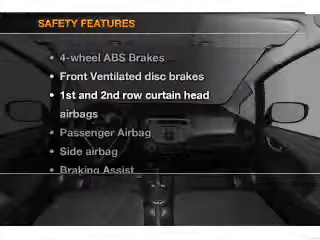 SAFETY FEATURES
• 4-wheel ABS Brakes
• Front Ventilated disc brakes
• 1st and 2nd row curtain head
airbags
• Passenger Airbag
• Side airbag
• Braking Assist